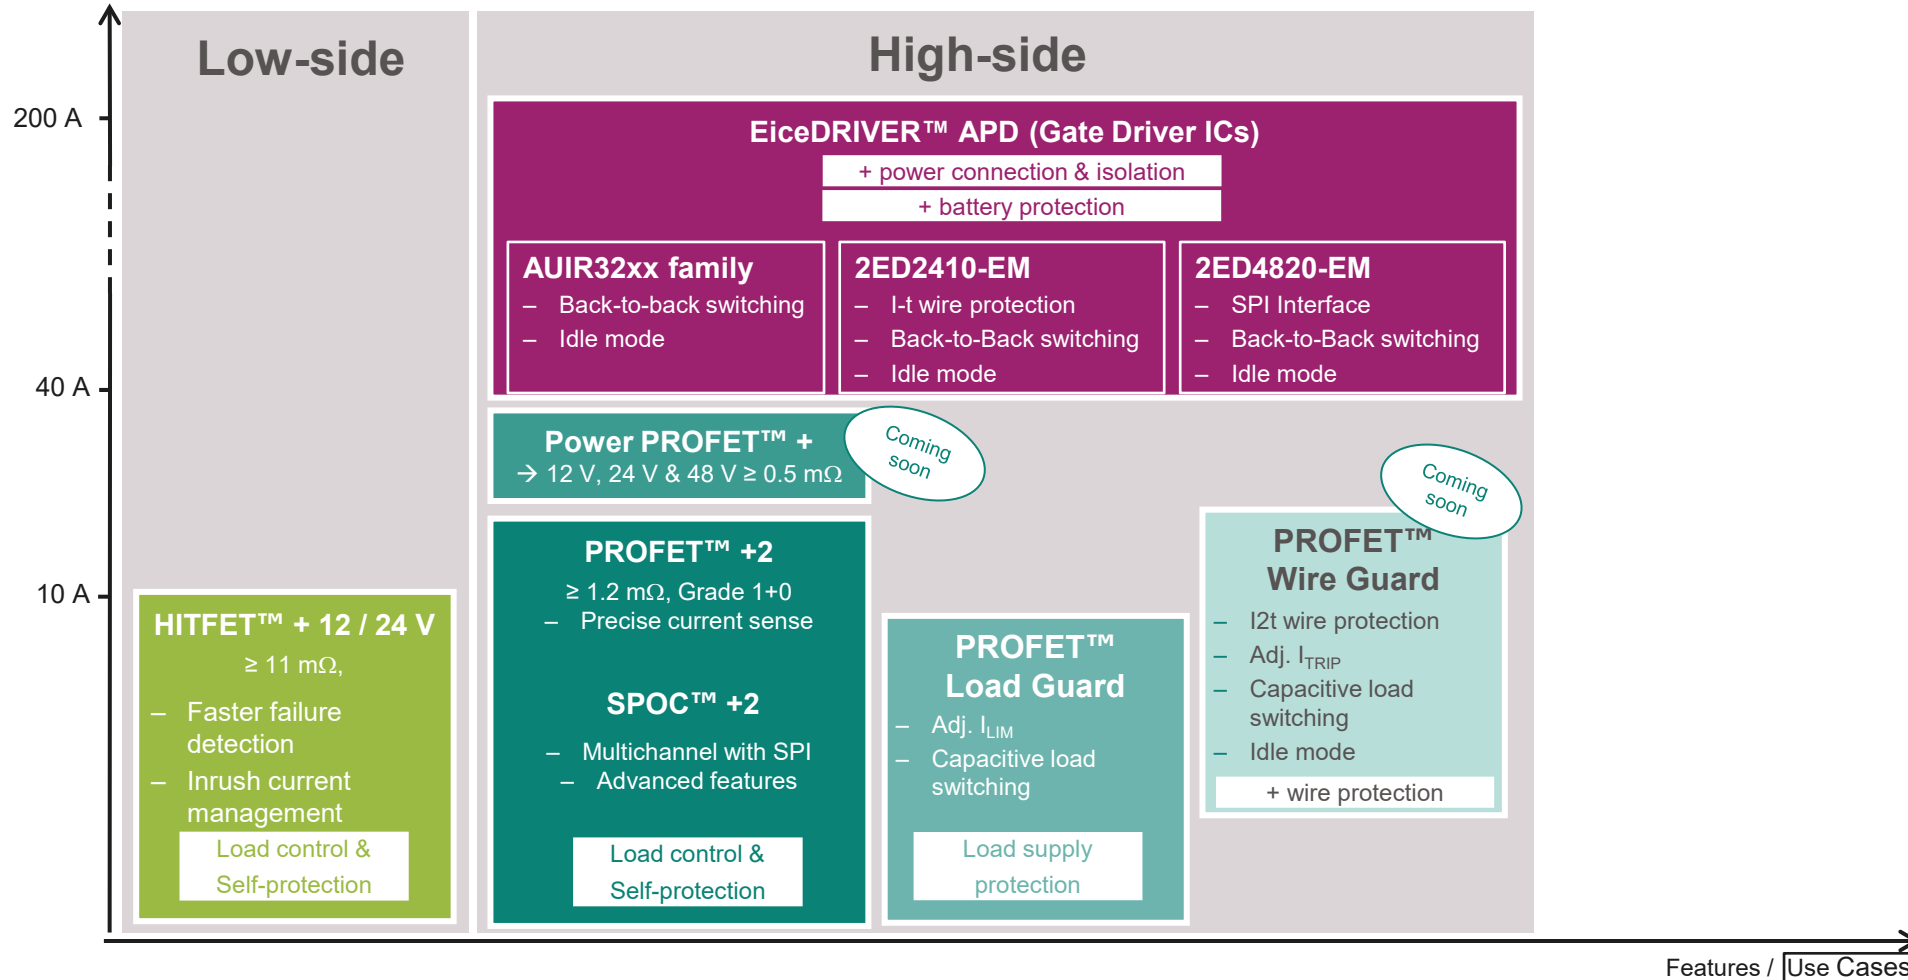 Low-side
High-side
200 A
40 A
10 A
EiceDRIVER™ APD (Gate Driver ICs)
+ power connection & isolation
+ battery protection
AUIR32xx family
– Back-to-back switching
– Idle mode
2ED2410-EM
– I-t wire protection
– Back-to-Back switching
– Idle mode
2ED4820-EM
– SPI Interface
– Back-to-Back switching
– Idle mode
Power PROFET™ +
→ 12 V, 24 V & 48 V ≥ 0.5 mΩ
Coming
soon
HITFET™ + 12 / 24 V
≥ 11 mΩ,
– Faster failure
detection
– Inrush current
management
Load control &
Self-protection
PROFET™ +2
≥ 1.2 mΩ, Grade 1+0
– Precise current sense
SPOC™ +2
– Multichannel with SPI
– Advanced features
Load control &
Self-protection
PROFET™
Load Guard
– Adj. ILIM
– Capacitive load
switching
Load supply
protection
Coming
soon
PROFET™
Wire Guard
– I2t wire protection
– Adj. ITRIP
– Capacitive load
switching
– Idle mode
+ wire protection
Features / Use Cases